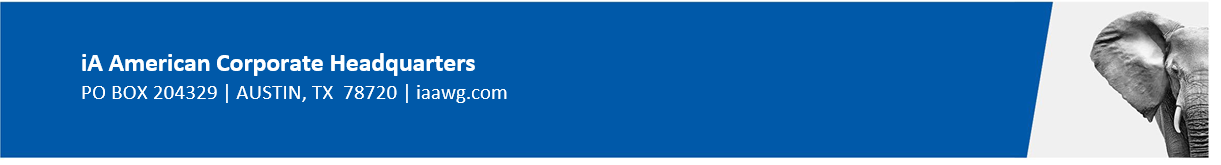 iA American Corporate Headquarters
PO BOX 204329 | AUSTIN, TX  78720 | iaawg.com